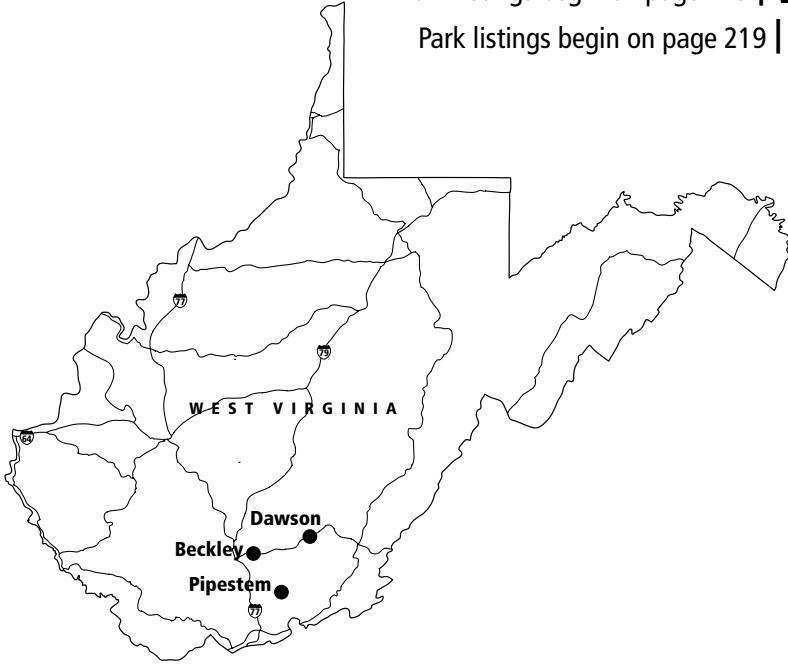 Park listings begin on page 219 |
77
79
WEST VIRGINIA
64
Dawson
Beckley
Pipestem
77